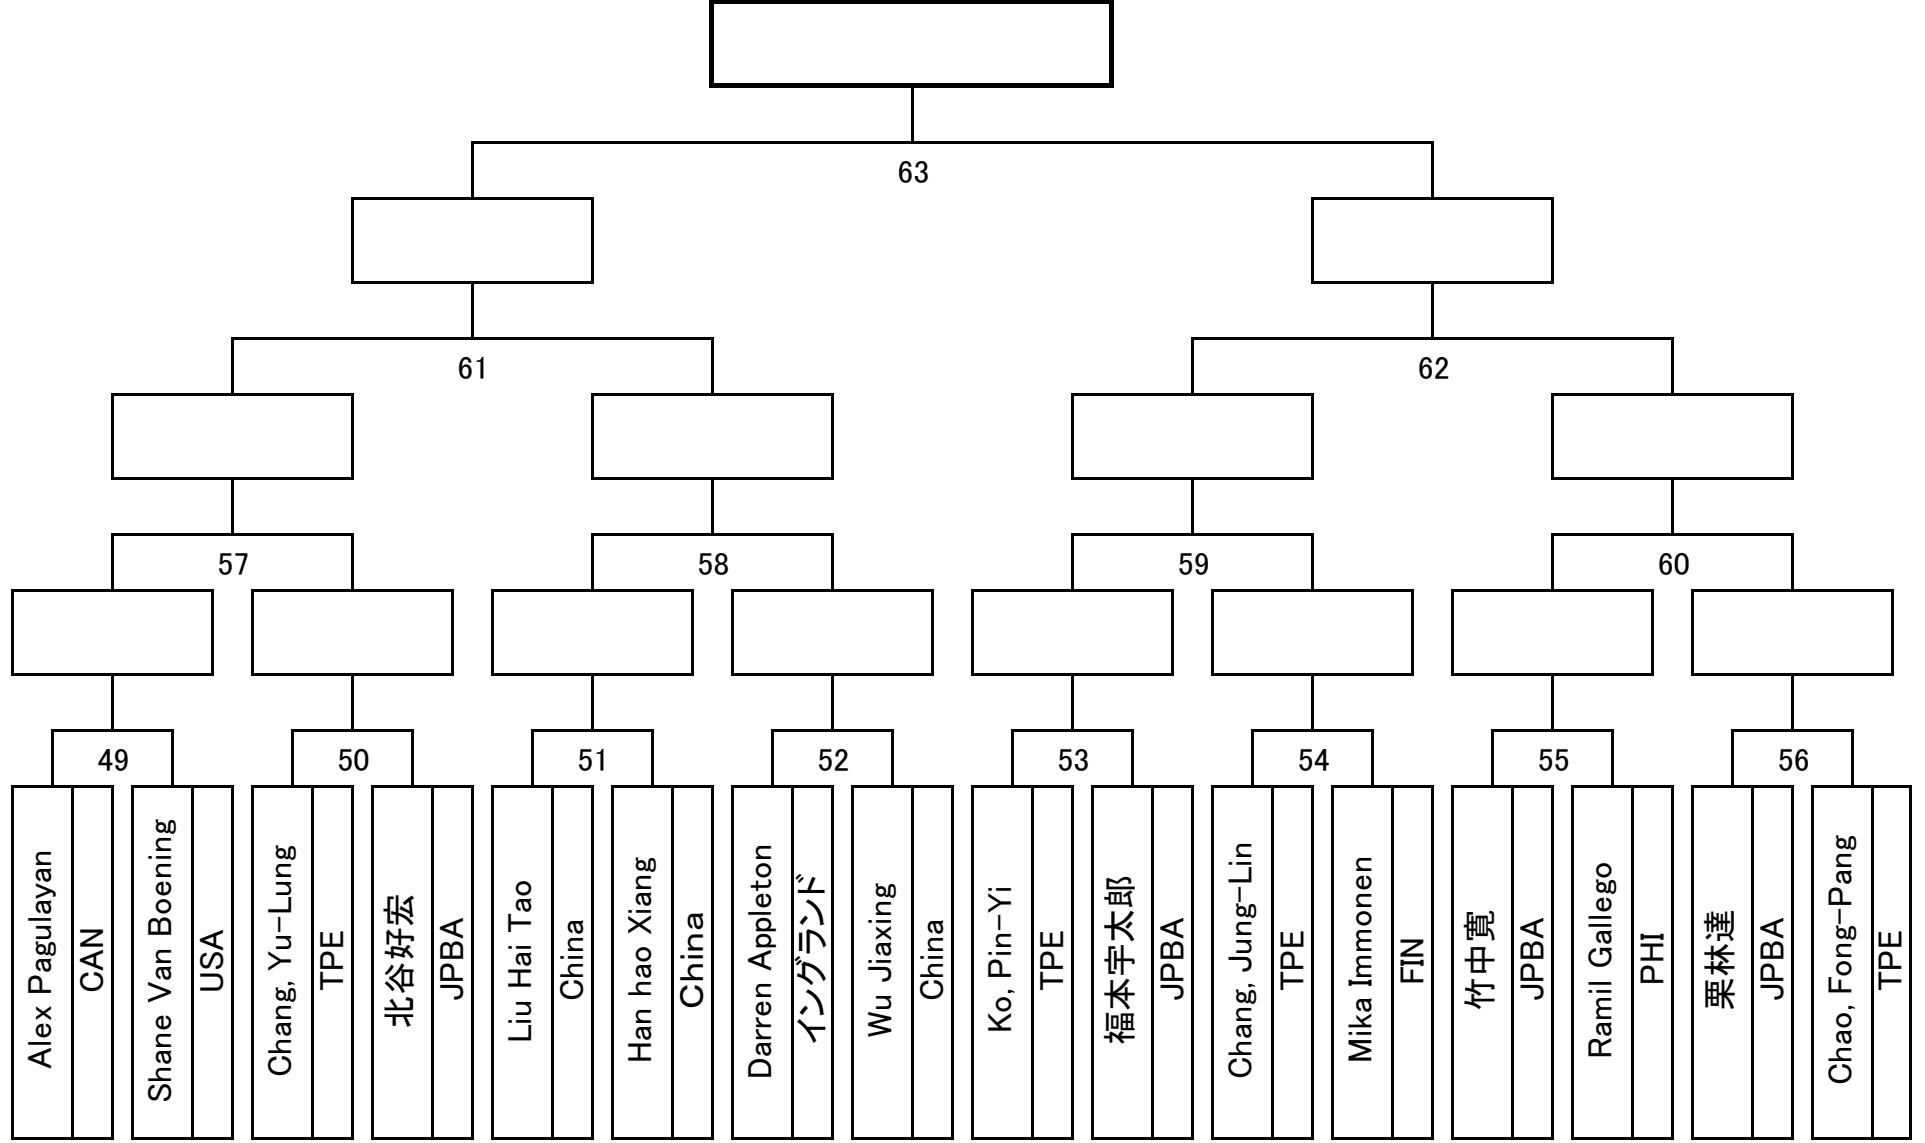 63
61
62
57
58
59
60
49
50
51
52
53
54
55
56
Alex Pagulayan
CAN
Shane Van Boening
USA
Chang, Yu-Lung
TPE
北谷好宏
JPBA
Liu Hai Tao
China
Han hao Xiang
China
Darren Appleton
イングランド
Wu Jiaxing
China
Ko, Pin-Yi
TPE
福本宇太郎
JPBA
Chang, Jung-Lin
TPE
Mika Immonen
FIN
竹中寛
JPBA
Ramil Gallego
PHI
栗林達
JPBA
Chao, Fong-Pang
TPE